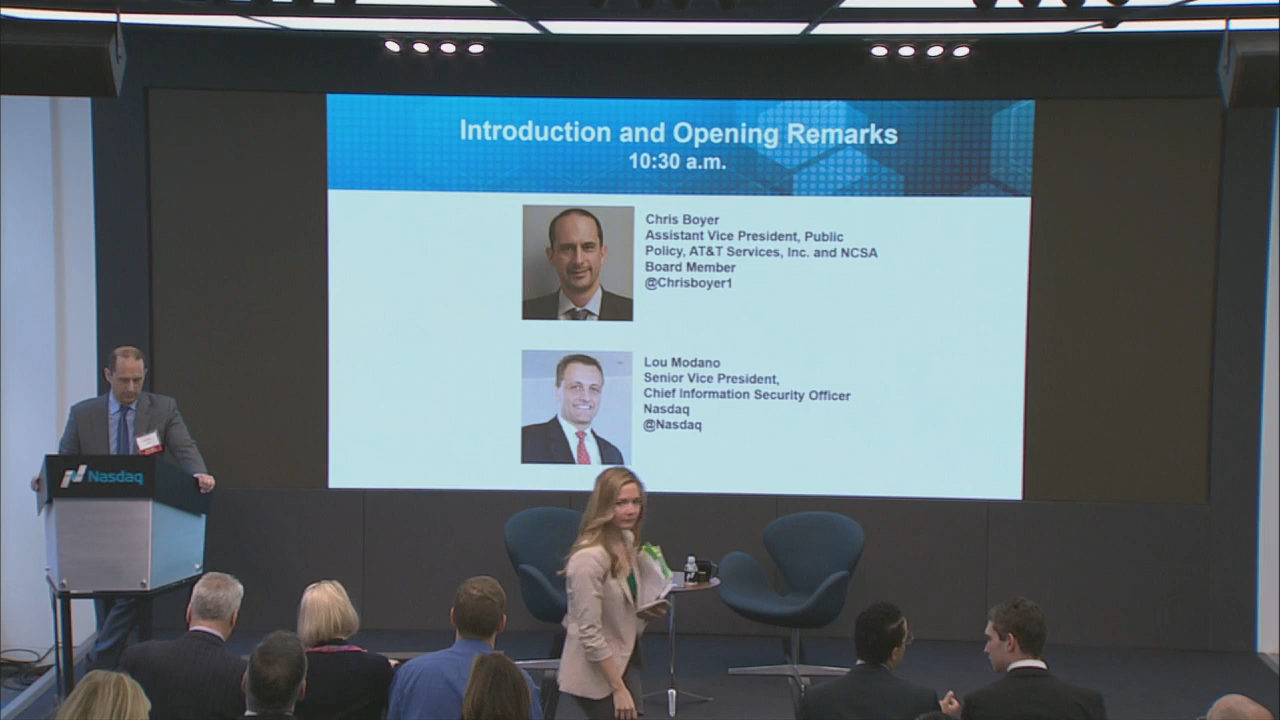 Introduction and Opening Remarks
10:30 a.m.
Chris Boyer
Assistant Vice President, Public
Policy, AT&T Services, Inc. and NCSA
Board Member
@Chrisboyer1
Lou Modano
Senior Vice President,
Chief Information Security Officer
Nasdaq
@Nasdaq
Nasdaq